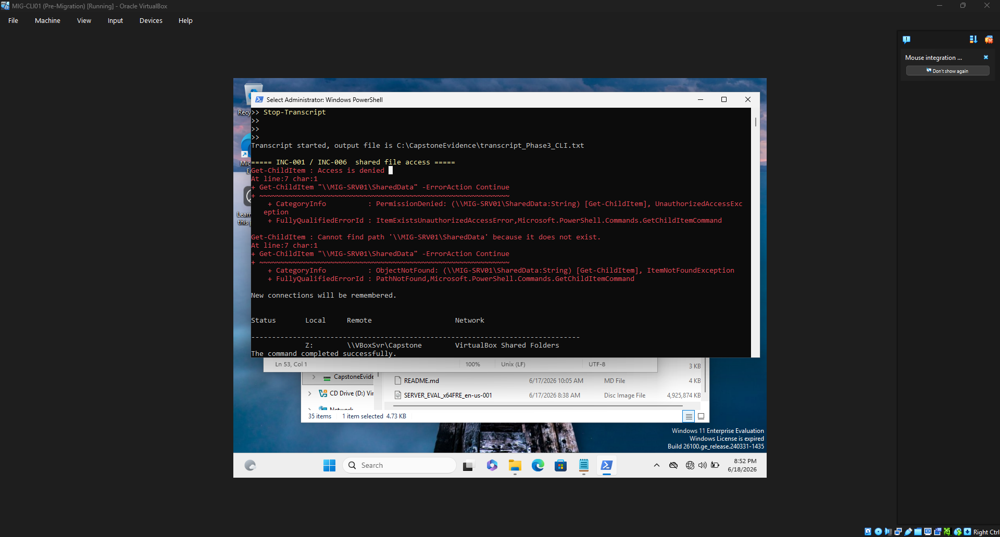 MIG-CLI01 (Pre-Migration) [Running] - Oracle VirtualBox
File Machine View Input Devices Help
Mouse integration ...
Don't show again
Recy
Mic
Ed
Learn
this p
Select Administrator: Windows PowerShell
>> Stop-Transcript
>>
>>
>>
Transcript started, output file is C:\CapstoneEvidence\transcript_Phase3_CLI.txt
===== INC-001 / INC-006  shared file access =====
Get-ChildItem : Access is denied
At line:7 char:1
+ Get-ChildItem "\\MIG-SRV01\SharedData" -ErrorAction Continue
+ ~~~~~~~~~~~~~~~~~~~~~~~~~~~~~~~~~~~~~~~~~~~~~~~~~~~~~~~~~~~~
+ CategoryInfo          : PermissionDenied: (\\MIG-SRV01\SharedData:String) [Get-ChildItem], UnauthorizedAccessExc
eption
+ FullyQualifiedErrorId : ItemExistsUnauthorizedAccessError,Microsoft.PowerShell.Commands.GetChildItemCommand
Get-ChildItem : Cannot find path '\\MIG-SRV01\SharedData' because it does not exist.
At line:7 char:1
+ Get-ChildItem "\\MIG-SRV01\SharedData" -ErrorAction Continue
+ ~~~~~~~~~~~~~~~~~~~~~~~~~~~~~~~~~~~~~~~~~~~~~~~~~~~~~~~~~~~~
+ CategoryInfo          : ObjectNotFound: (\\MIG-SRV01\SharedData:String) [Get-ChildItem], ItemNotFoundException
+ FullyQualifiedErrorId : PathNotFound,Microsoft.PowerShell.Commands.GetChildItemCommand
New connections will be remembered.
Status       Local     Remote                    Network
-------------------------------------------------------------------------------
Z:        \\VBoxSvr\Capstone        VirtualBox Shared Folders
The command completed successfully.
Ln 53, Col 1 100% Unix (LF) UTF-8
3 KB
CapstoneEvide
README.md 6/17/2026 10:05 AM MD File 4 KB
CD Drive (D:) Vir
SERVER_EVAL_x64FRE_en-us-001 6/17/2026 8:38 AM Disc Image File 4,925,874 KB
Network
35 items 1 item selected 4.73 KB
Windows 11 Enterprise Evaluation
Windows License is expired
Build 26100.ge_release.240331-1435
Search
8:52 PM
6/18/2026
Right Ctrl